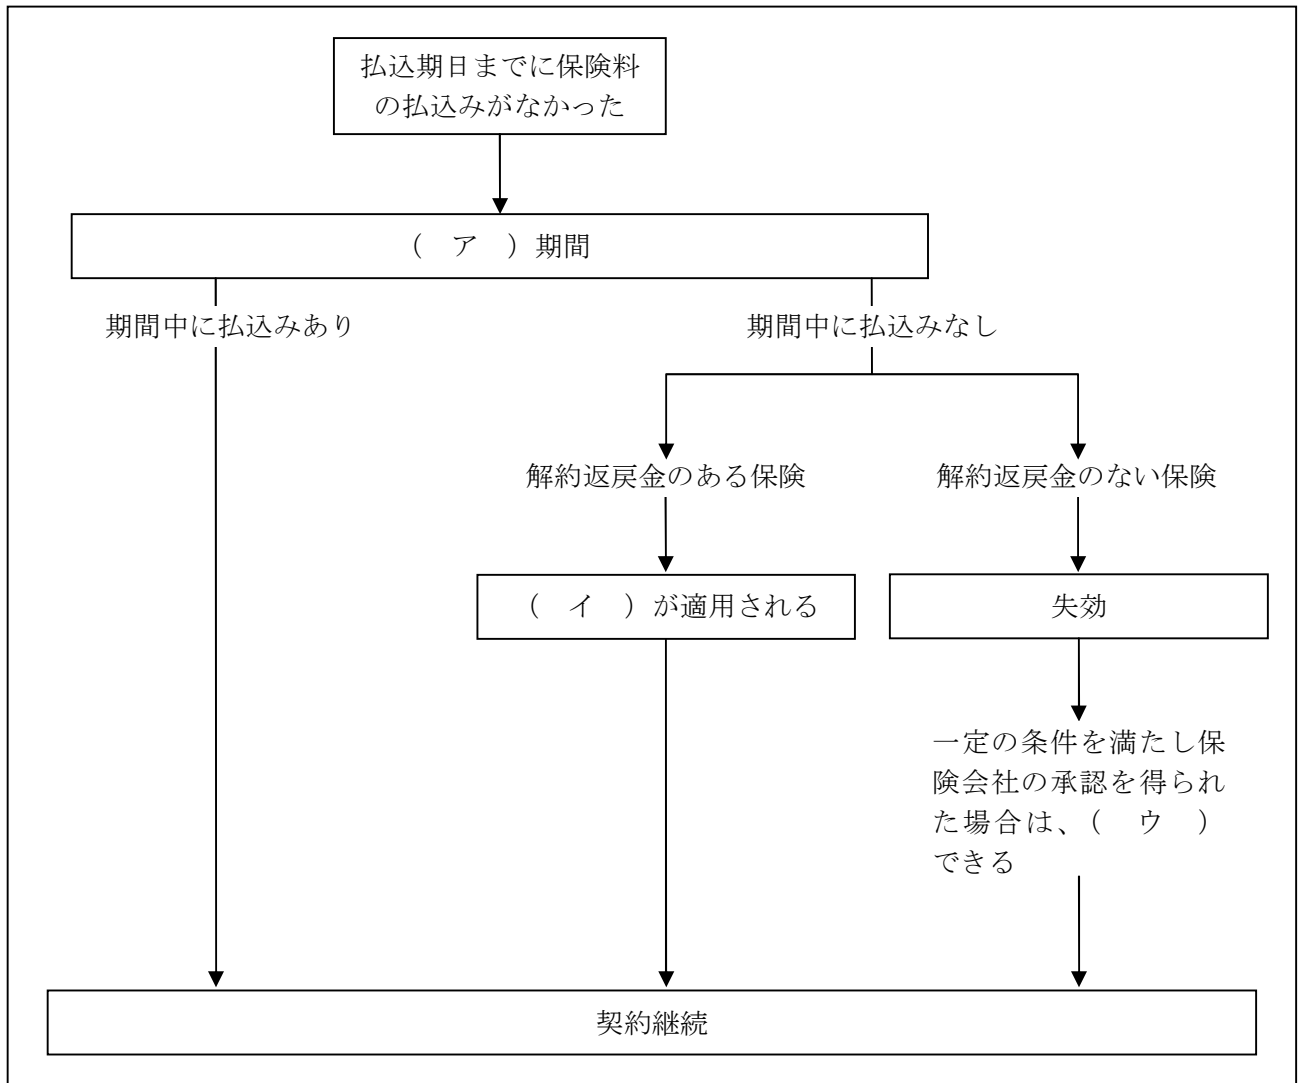 払込期日までに保険料
の払込みがなかった
（　ア　）期間
期間中に払込みあり
期間中に払込みなし
解約返戻金のある保険
解約返戻金のない保険
（　イ　）が適用される
失効
一定の条件を満たし保
険会社の承認を得られ
た場合は、（　ウ　）
できる
契約継続